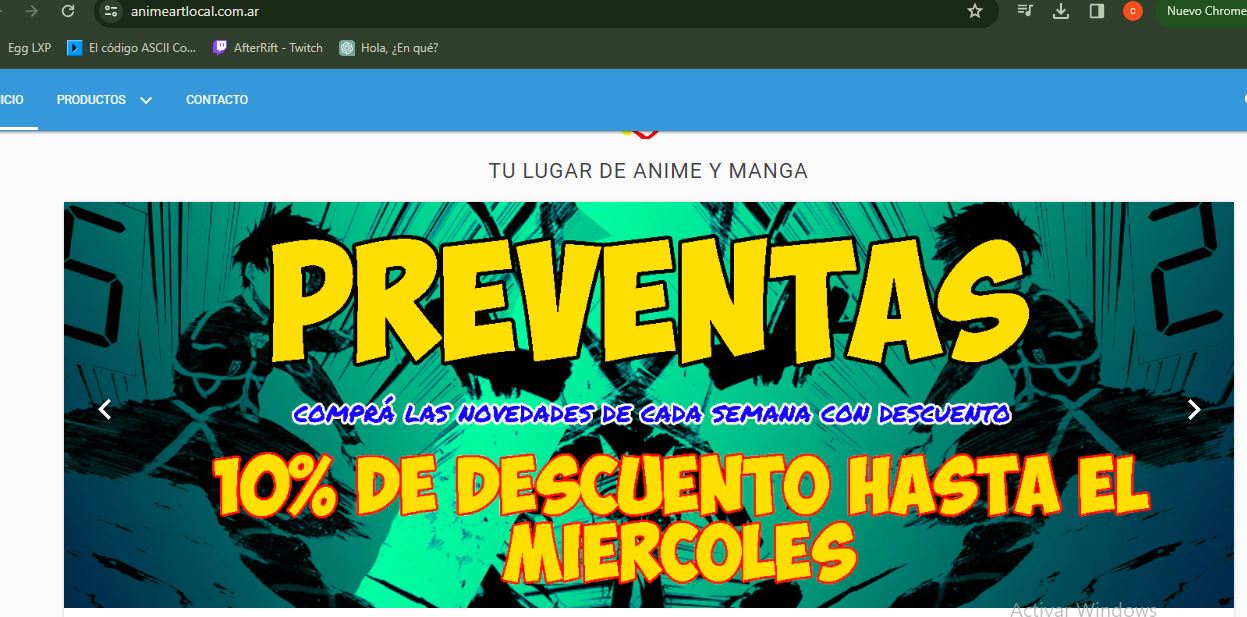 animeartlocal.com.ar
C
Nuevo Chrome
Egg LXP
El código ASCII Co...
AfterRift - Twitch
Hola, ¿En qué?
ICIO
PRODUCTOS
CONTACTO
TU LUGAR DE ANIME Y MANGA
PREVENTAS
COMPRÁ LAS NOVEDADES DE CADA SEMANA CON DESCUENTO
10% DE DESCUENTO HASTA EL
MIERCOLES
Activar Windows